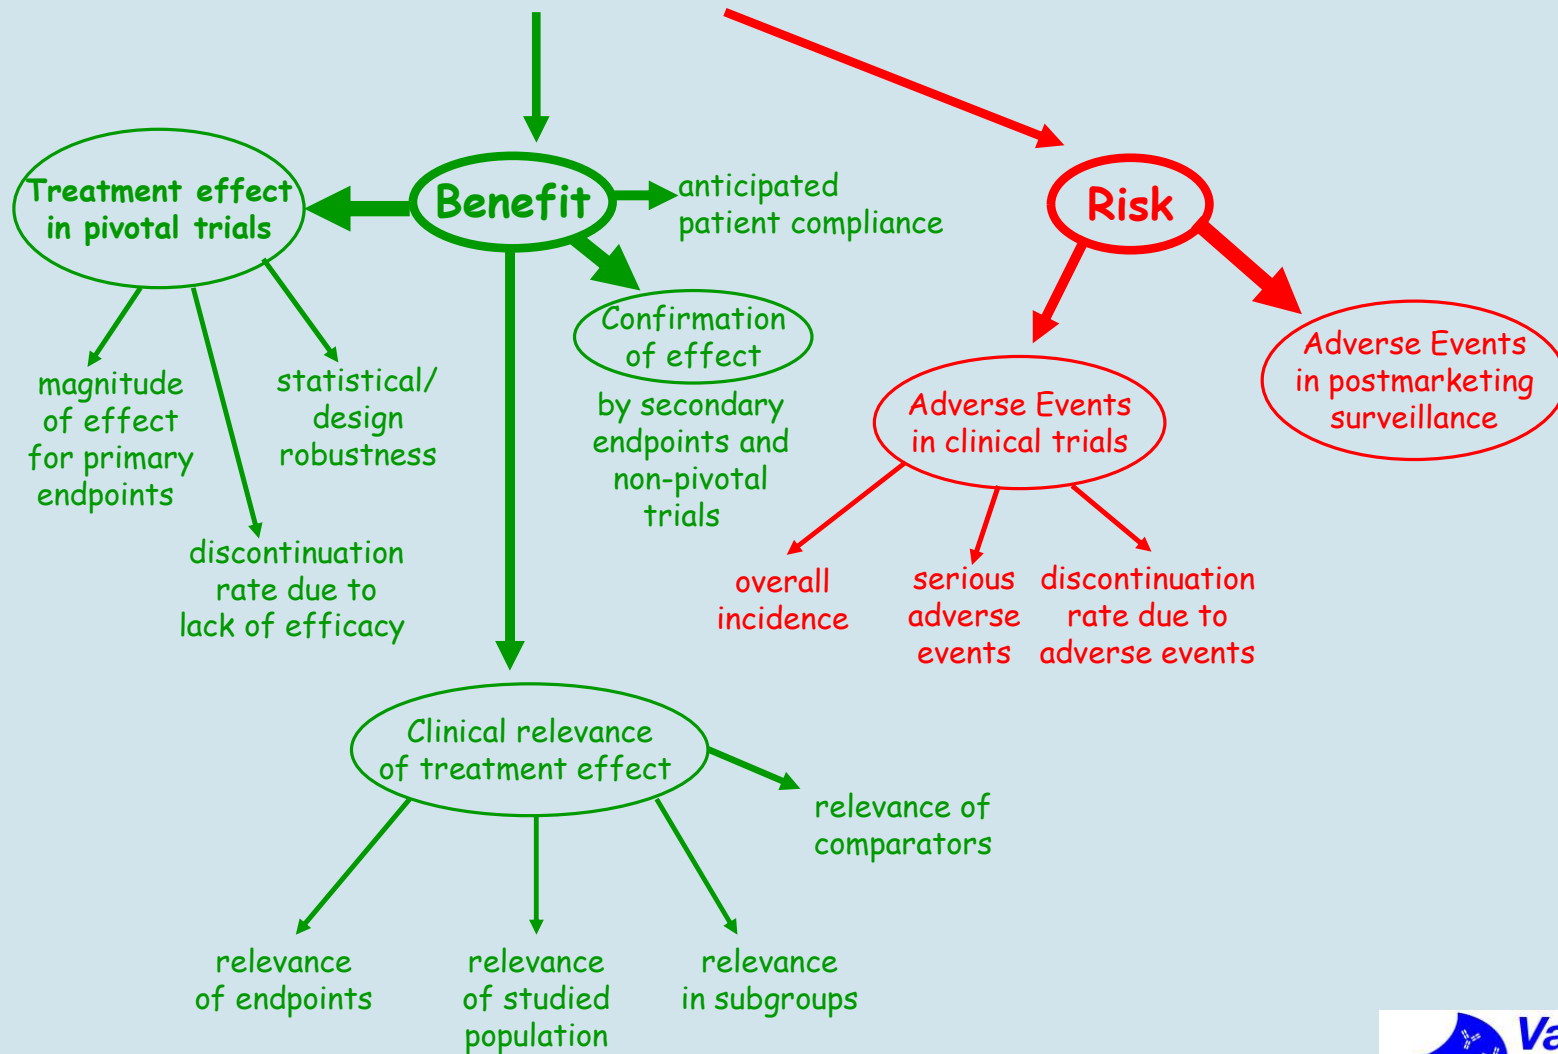 Benefit
Risk
Treatment effect
in pivotal trials
anticipated
patient compliance
Confirmation
of effect
by secondary
endpoints and
non-pivotal
trials
magnitude
of effect
for primary
endpoints
statistical/
design
robustness
discontinuation
rate due to
lack of efficacy
Adverse Events
in clinical trials
Adverse Events
in postmarketing
surveillance
overall
incidence
serious
adverse
events
discontinuation
rate due to
adverse events
Clinical relevance
of treatment effect
relevance of
comparators
relevance
of endpoints
relevance
of studied
population
relevance
in subgroups
Va